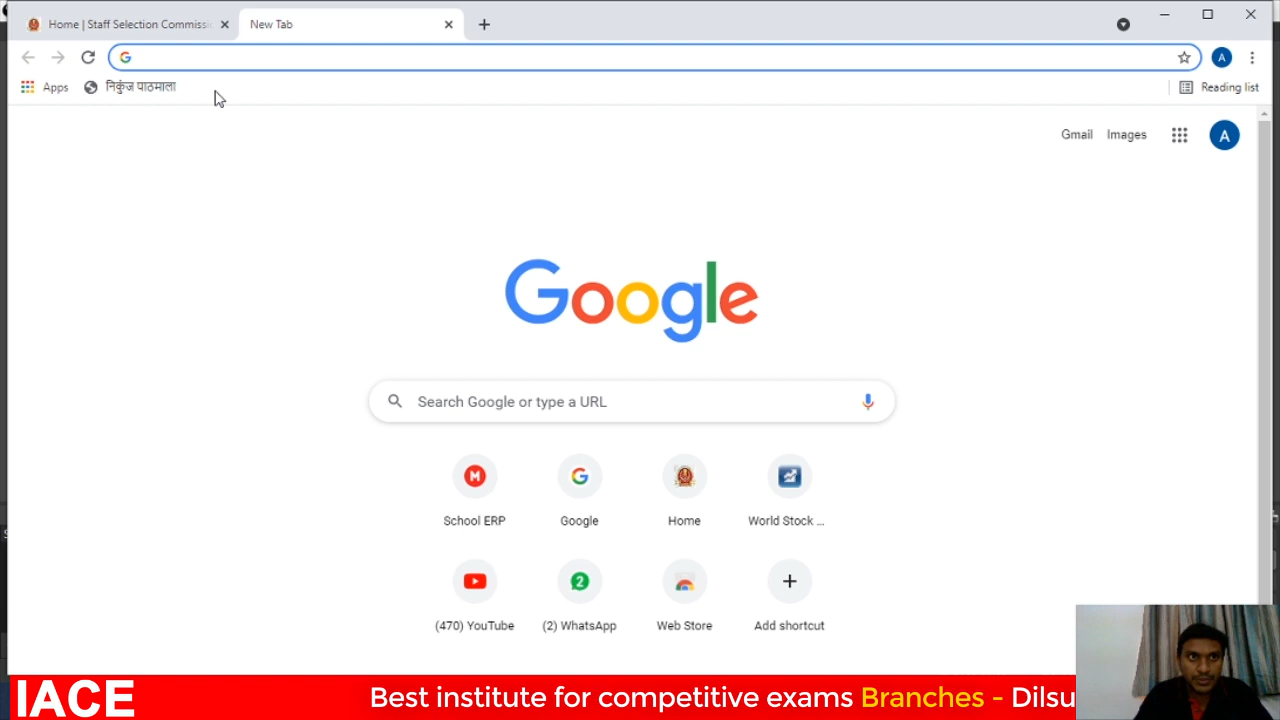 Home | Staff Selection Commiss
New Tab
Apps
निकुंज पाठमाला
Reading list
A
Gmail
Images
A
Google
Search Google or type a URL
M
School ERP
Google
Home
World Stock ...
2
(470) YouTube
(2) WhatsApp
Web Store
Add shortcut
IACE
Best institute for competitive exams Branches - Dilsu